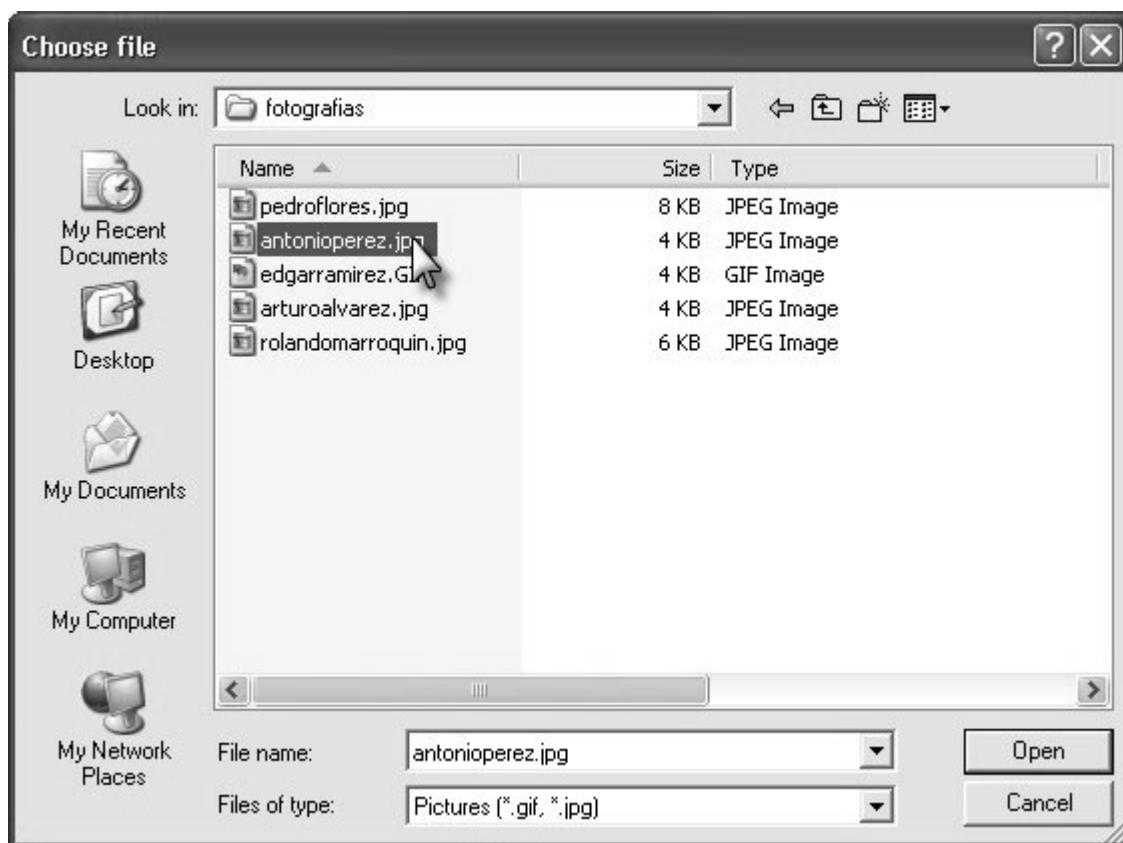 Choose file
Look in: fotografias
Name Size Type
pedroflores.jpg 8 KB JPEG Image
antonioperez.jpg 4 KB JPEG Image
edgarramirez.GI 4 KB GIF Image
arturoalvarez.jpg 4 KB JPEG Image
rolandomarroquin.jpg 6 KB JPEG Image
My Recent
Documents
Desktop
My Documents
My Computer
My Network
Places
File name: antonioperez.jpg Open
Files of type: Pictures (*.gif, *.jpg) Cancel